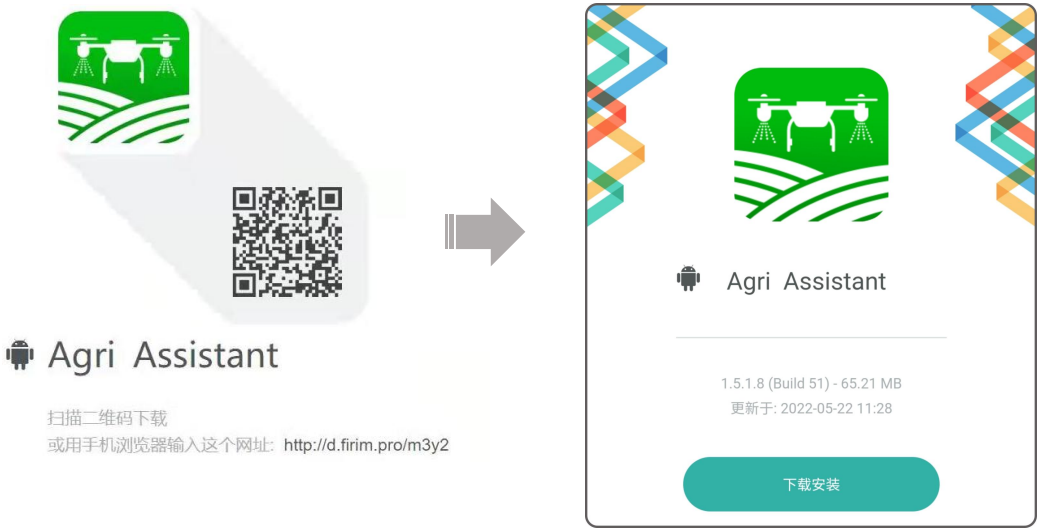 Agri Assistant
扫描二维码下载
或用手机浏览器输入这个网址: http://d.firim.pro/m3y2
Agri Assistant
1.5.1.8 (Build 51) - 65.21 MB
更新于: 2022-05-22 11:28
下载安装